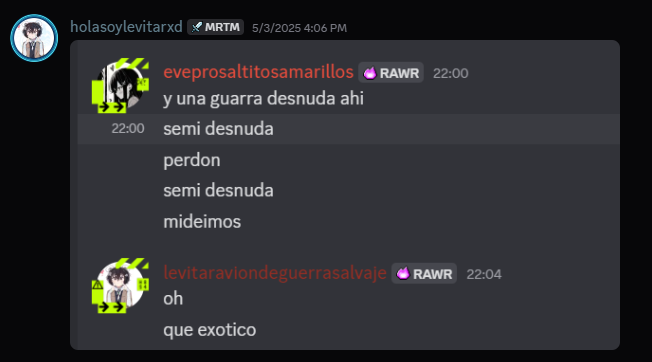 holasoylevitarxd MRTM 5/3/2025 4:06 PM
eveprosaltitosamarillos RAWR 22:00
y una guarra desnuda ahi
22:00 semi desnuda
perdon
semi desnuda
mideimos
levitaraviondeguerrasalvaje RAWR 22:04
oh
que exotico